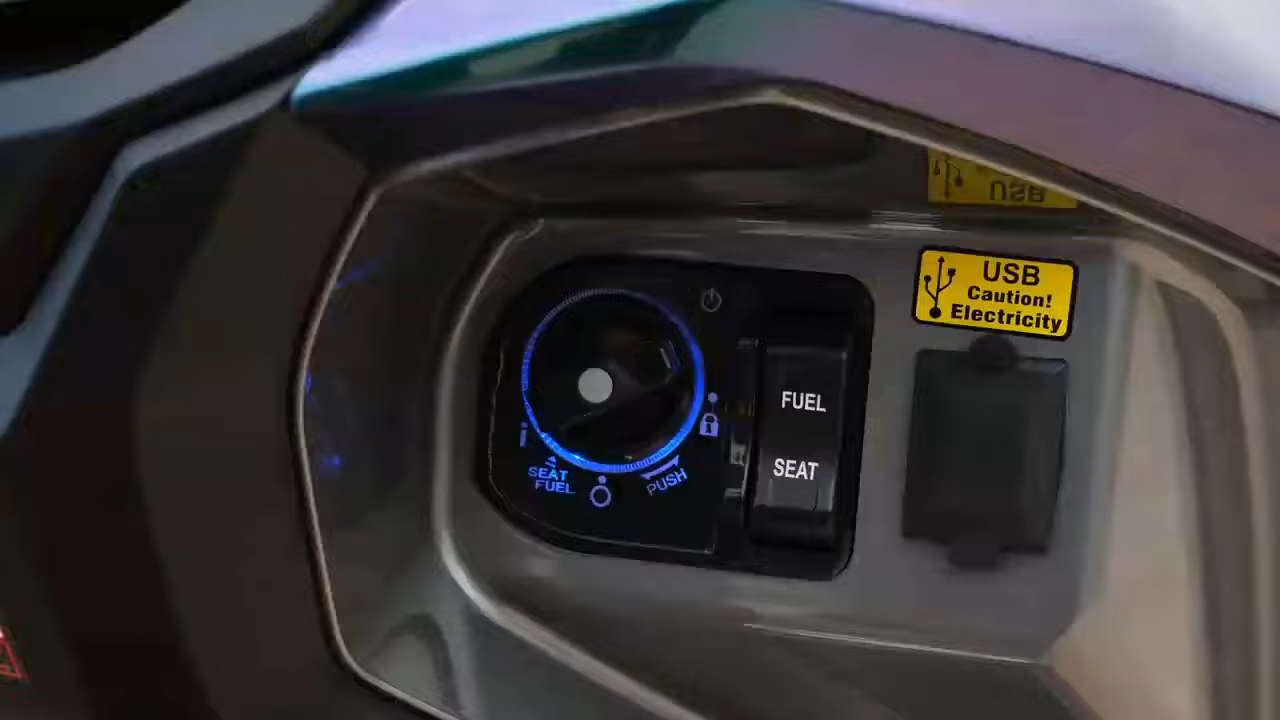 USB
USB
Caution!
Electricity
FUEL
SEAT
SEAT
FUEL
PUSH